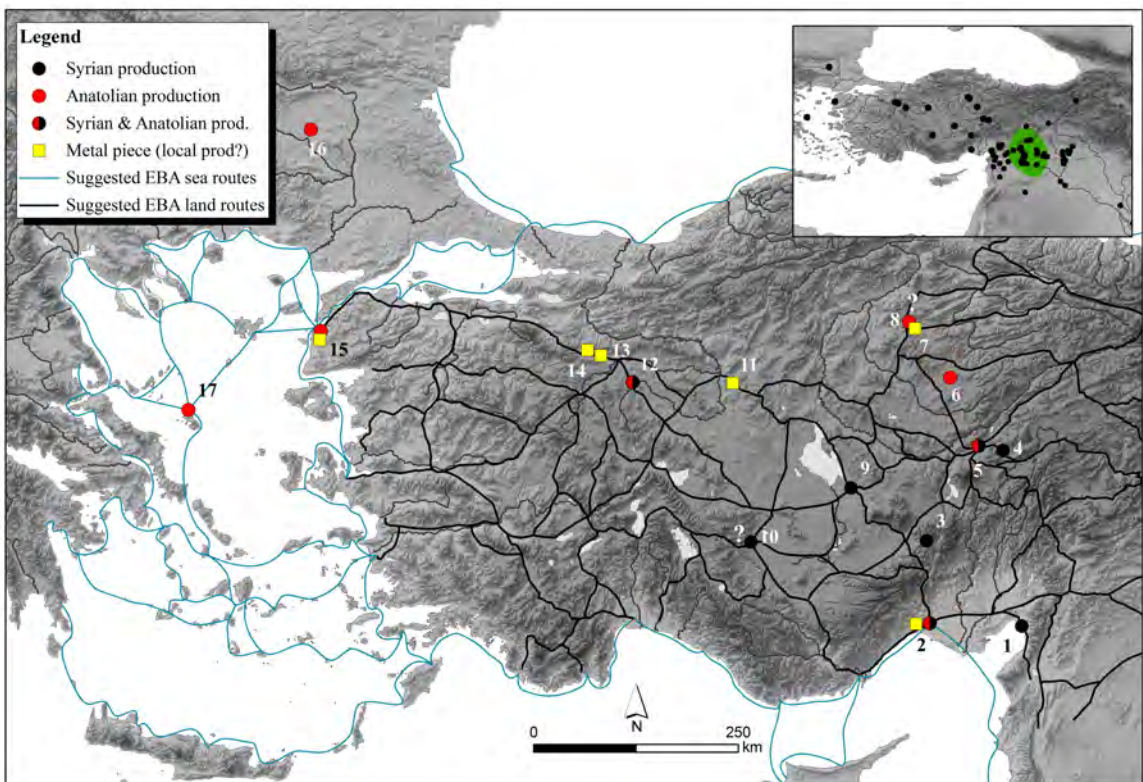 Legend
Syrian production
Anatolian production
Syrian & Anatolian prod.
Metal piece (local prod?)
Suggested EBA sea routes
Suggested EBA land routes
16
?
8
7
15
13
14
12
11
6
17
4
5
9
3
?
10
2
1
N
0
250
km